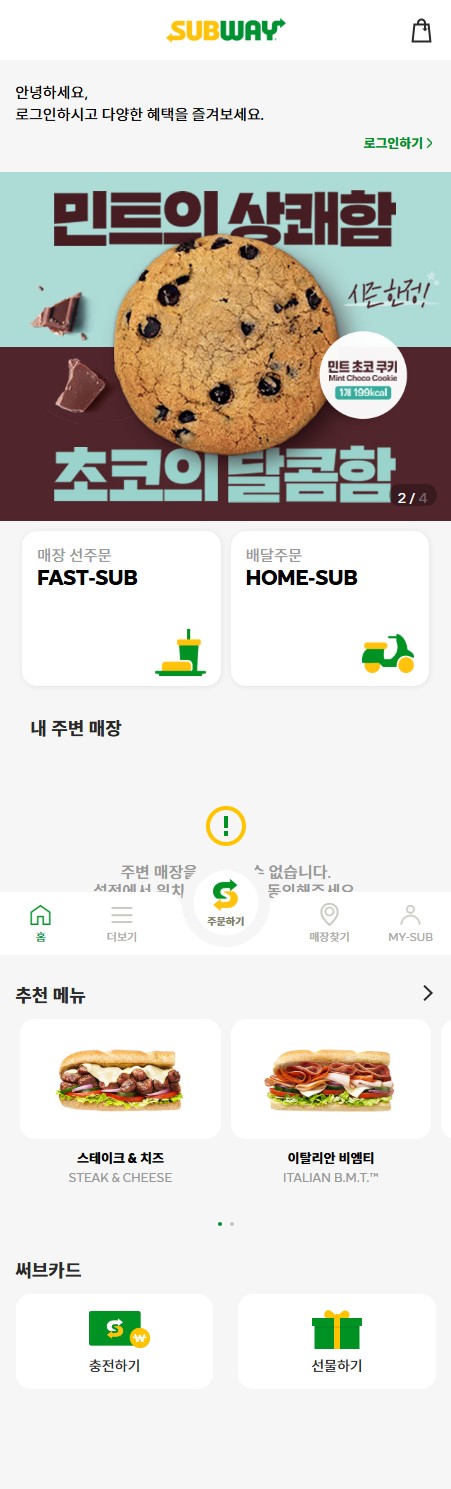 SUBWAY
안녕하세요,
로그인하시고 다양한 혜택을 즐겨보세요.
로그인하기
민트의 상쾌함
시즌한정!
민트 초코 쿠키
Mint Choco Cookie
1개 199kcal
초코의 달콤함
2 / 4
매장 선주문
FAST-SUB
배달주문
HOME-SUB
내 주변 매장
주변 매장을 수 없습니다.
설정에서 위치 동의해주세요
홈
더보기
주문하기
매장찾기
MY-SUB
추천 메뉴
스테이크 & 치즈
STEAK & CHEESE
이탈리안 비엠티
ITALIAN B.M.T.™
써브카드
충전하기
선물하기